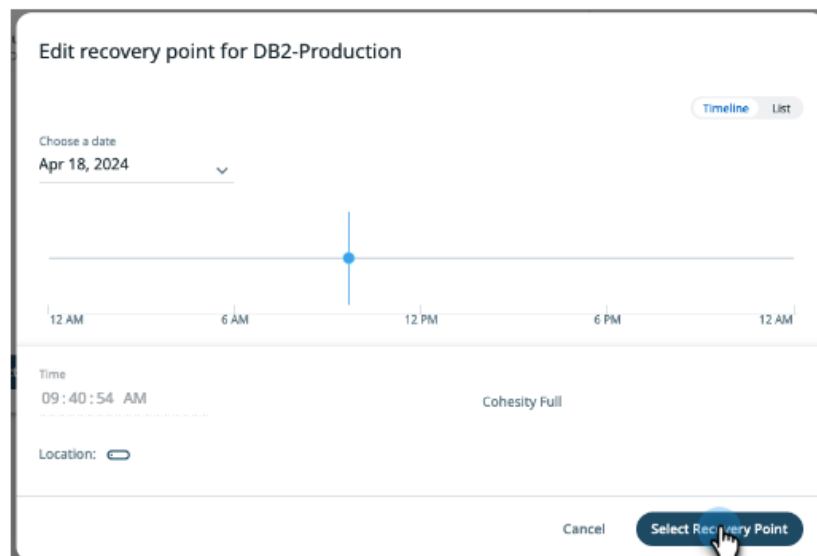 Edit recovery point for DB2-Production
Timeline List
Choose a date
Apr 18, 2024
12 AM 6 AM 12 PM 6 PM 12 AM
Time
09:40:54 AM
Cohesity Full
Location:
Cancel Select Recovery Point